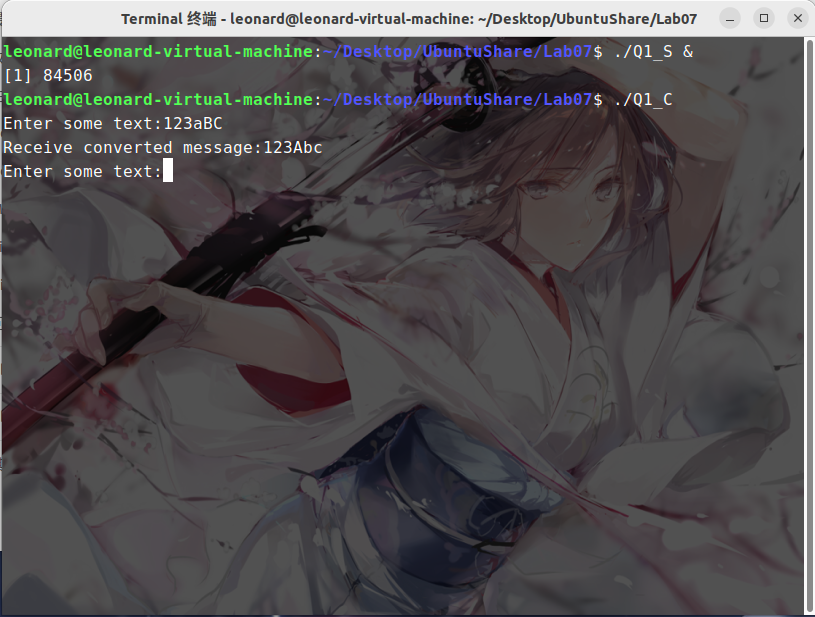 Terminal 终端 - leonard@leonard-virtual-machine: ~/Desktop/UbuntuShare/Lab07
leonard@leonard-virtual-machine:~/Desktop/UbuntuShare/Lab07$ ./Q1_S &
[1] 84506
leonard@leonard-virtual-machine:~/Desktop/UbuntuShare/Lab07$ ./Q1_C
Enter some text:123aBC
Receive converted message:123Abc
Enter some text: